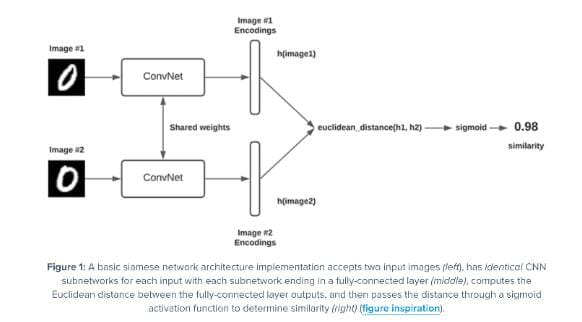 Image #1
Encodings
Image #1
h(image1)
ConvNet
Shared weights
euclidean_distance(h1, h2)
sigmoid
0.98
similarity
Image #2
ConvNet
h(image2)
Image #2
Encodings
Figure 1: A basic siamese network architecture implementation accepts two input images (left), has identical CNN
subnetworks for each input with each subnetwork ending in a fully-connected layer (middle), computes the
Euclidean distance between the fully-connected layer outputs, and then passes the distance through a sigmoid
activation function to determine similarity (right) (figure inspiration).